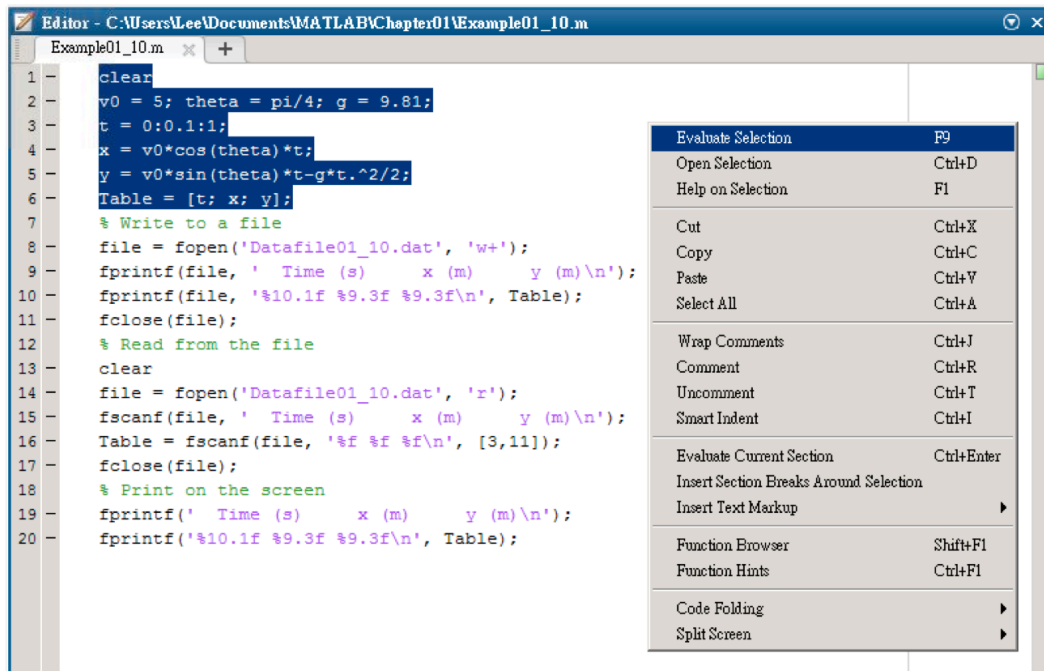 Editor - C:\Users\Lee\Documents\MATLAB\Chapter01\Example01_10.m
Example01_10.m × +
1 - clear
2 - v0 = 5; theta = pi/4; g = 9.81;
3 - t = 0:0.1:1;
4 - x = v0*cos(theta)*t;
5 - y = v0*sin(theta)*t-g*t.^2/2;
6 - Table = [t; x; y];
7 % Write to a file
8 - file = fopen('Datafile01_10.dat', 'w+');
9 - fprintf(file, '  Time (s)     x (m)     y (m)\n');
10 - fprintf(file, '%10.1f %9.3f %9.3f\n', Table);
11 - fclose(file);
12 % Read from the file
13 - clear
14 - file = fopen('Datafile01_10.dat', 'r');
15 - fscanf(file, '  Time (s)     x (m)     y (m)\n');
16 - Table = fscanf(file, '%f %f %f\n', [3,11]);
17 - fclose(file);
18 % Print on the screen
19 - fprintf('  Time (s)     x (m)     y (m)\n');
20 - fprintf('%10.1f %9.3f %9.3f\n', Table);
Evaluate Selection F9
Open Selection Ctrl+D
Help on Selection F1
Cut Ctrl+X
Copy Ctrl+C
Paste Ctrl+V
Select All Ctrl+A
Wrap Comments Ctrl+J
Comment Ctrl+R
Uncomment Ctrl+T
Smart Indent Ctrl+I
Evaluate Current Section Ctrl+Enter
Insert Section Breaks Around Selection
Insert Text Markup
Function Browser Shift+F1
Function Hints Ctrl+F1
Code Folding
Split Screen